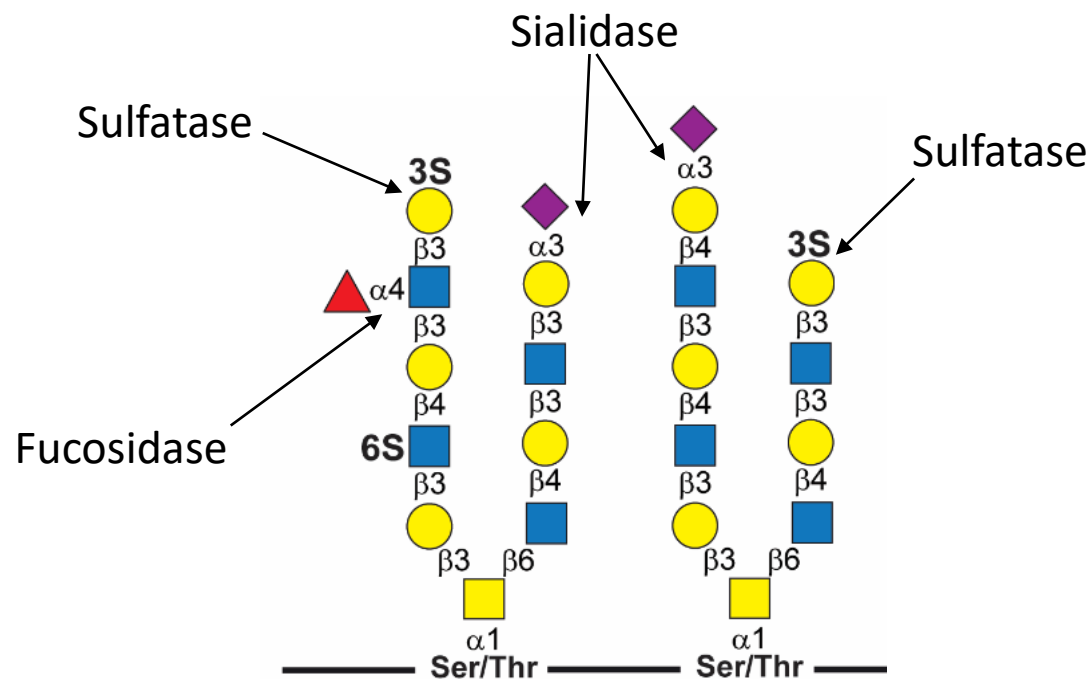 Sialidase
Sulfatase
Sulfatase
α3
3S
β3
α3
β4
3S
α4
β3
β3
β3
β3
β4
β3
β4
β3
6S
β3
β4
β3
β4
β3
β6
β3
β6
α1
α1
Ser/Thr
Ser/Thr
Fucosidase